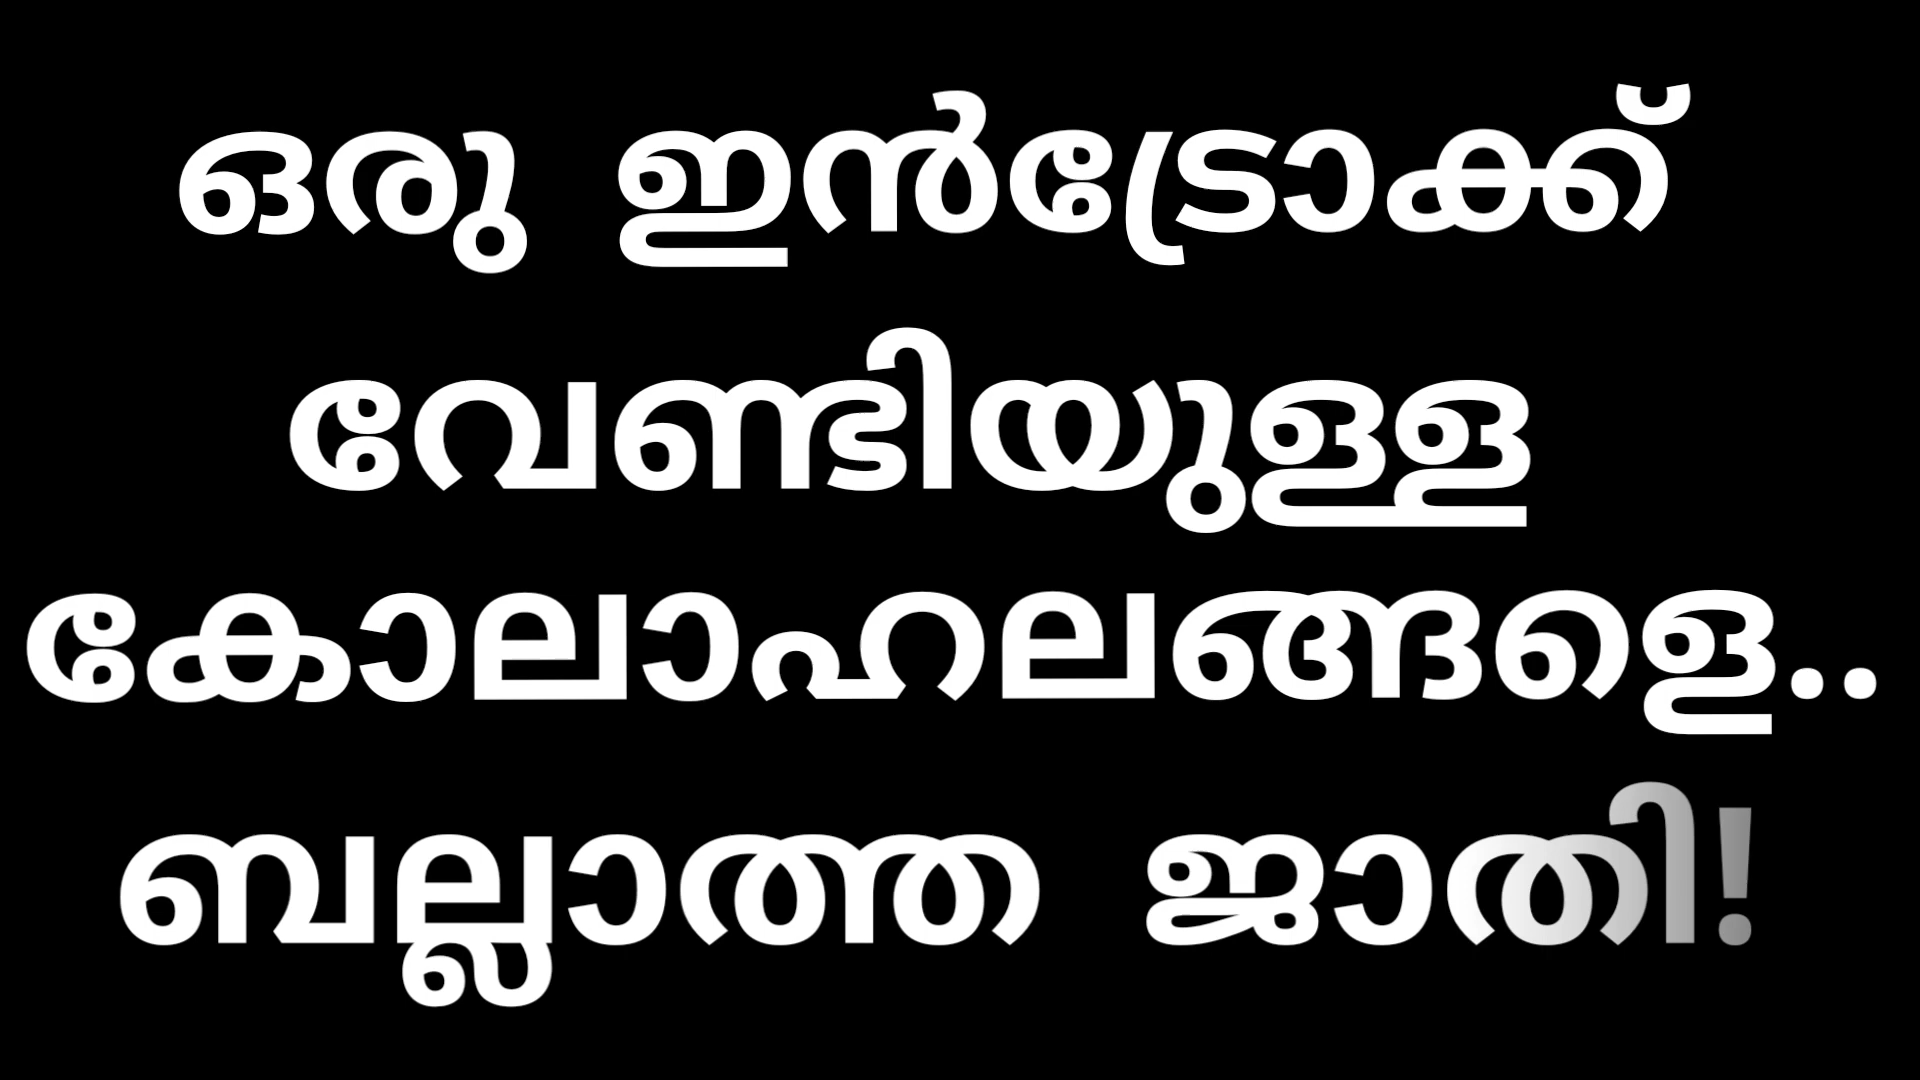 ഒരു ഇൻട്രോക്ക്
വേണ്ടിയുള്ള
കോലാഹലങ്ങളെ..
ബല്ലാത്ത ജാതി!